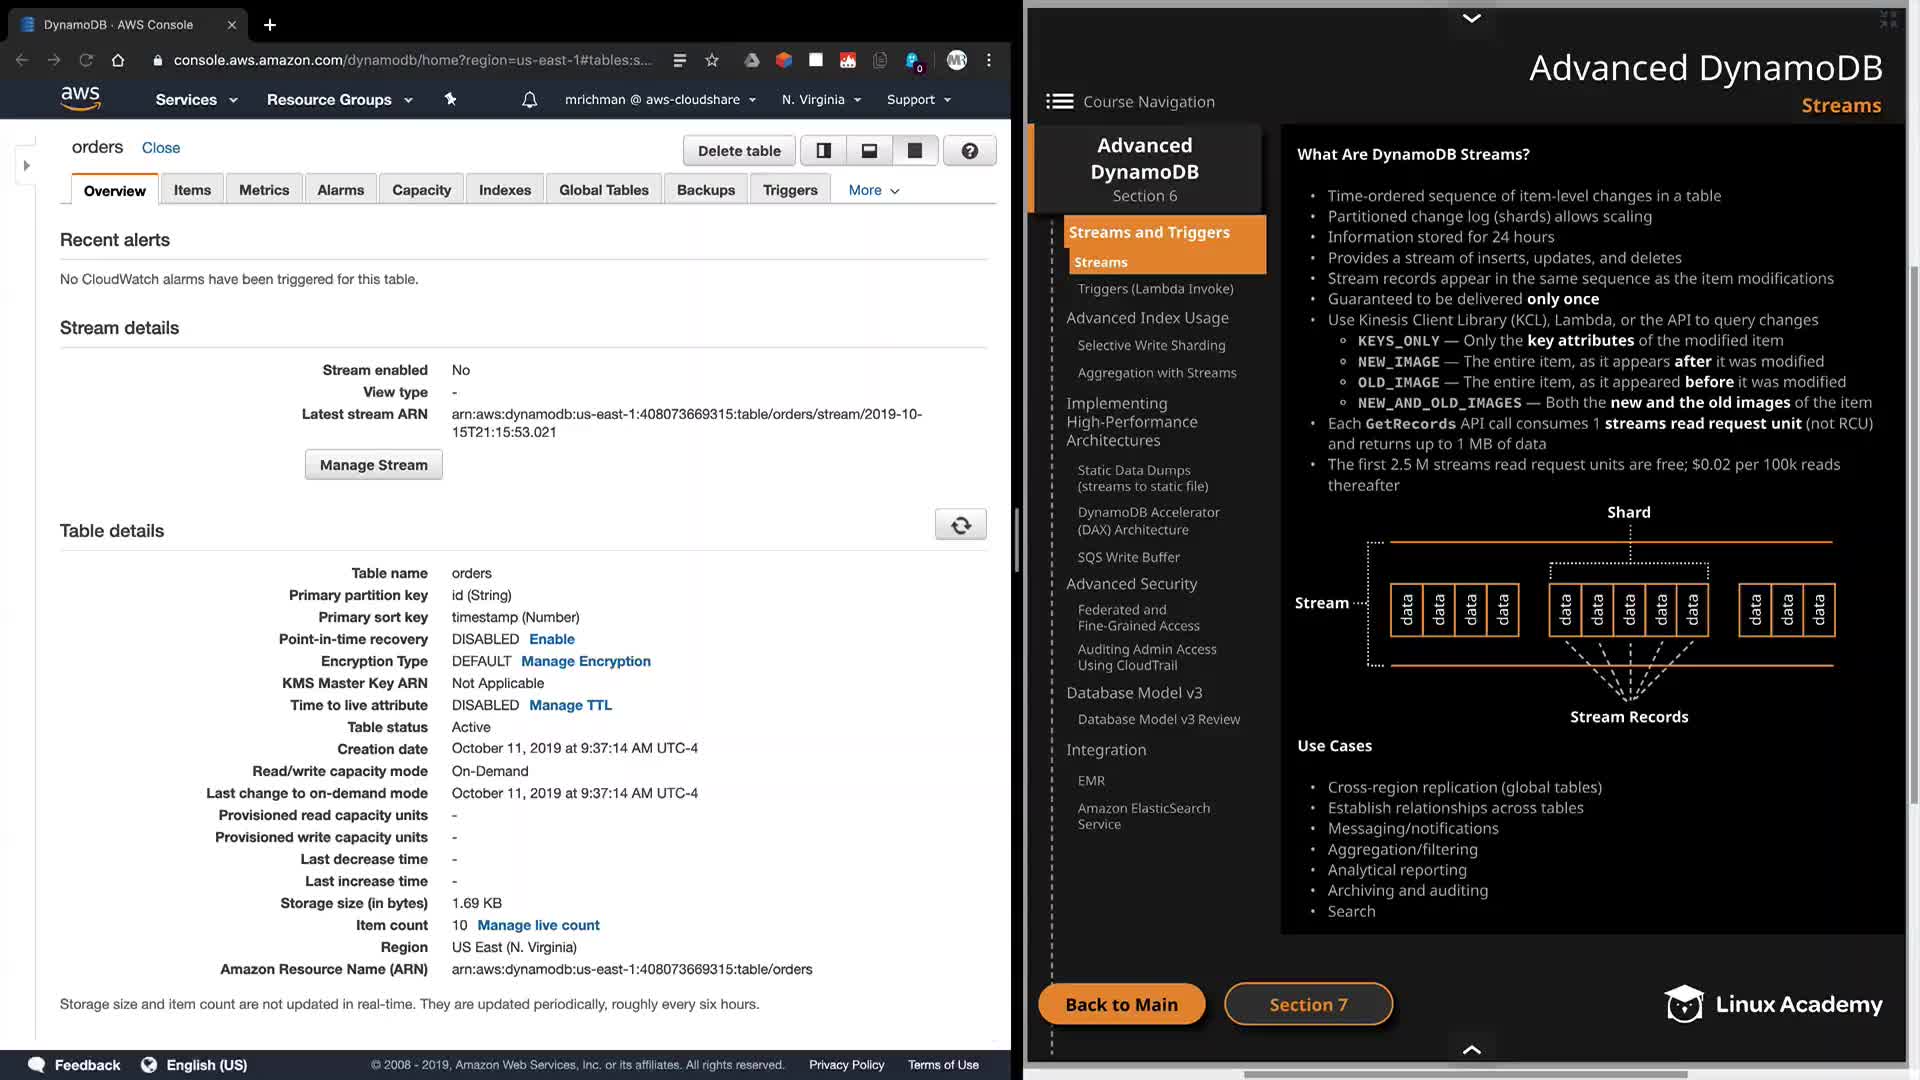 DynamoDB · AWS Console
console.aws.amazon.com/dynamodb/home?region=us-east-1#tables:s...
0
MR
aws
Services
Resource Groups
mrichman @ aws-cloudshare
N. Virginia
Support
orders
Close
Delete table
Overview
Items
Metrics
Alarms
Capacity
Indexes
Global Tables
Backups
Triggers
More
Recent alerts
No CloudWatch alarms have been triggered for this table.
Stream details
Stream enabled No
View type -
Latest stream ARN arn:aws:dynamodb:us-east-1:408073669315:table/orders/stream/2019-10-
15T21:15:53.021
Manage Stream
Table details
Table name orders
Primary partition key id (String)
Primary sort key timestamp (Number)
Point-in-time recovery DISABLED Enable
Encryption Type DEFAULT Manage Encryption
KMS Master Key ARN Not Applicable
Time to live attribute DISABLED Manage TTL
Table status Active
Creation date October 11, 2019 at 9:37:14 AM UTC-4
Read/write capacity mode On-Demand
Last change to on-demand mode October 11, 2019 at 9:37:14 AM UTC-4
Provisioned read capacity units -
Provisioned write capacity units -
Last decrease time -
Last increase time -
Storage size (in bytes) 1.69 KB
Item count 10 Manage live count
Region US East (N. Virginia)
Amazon Resource Name (ARN) arn:aws:dynamodb:us-east-1:408073669315:table/orders
Storage size and item count are not updated in real-time. They are updated periodically, roughly every six hours.
Feedback
English (US)
© 2008 - 2019, Amazon Web Services, Inc. or its affiliates. All rights reserved.
Privacy Policy
Terms of Use
Advanced DynamoDB
Streams
Course Navigation
Advanced
DynamoDB
Section 6
Streams and Triggers
Streams
Triggers (Lambda Invoke)
Advanced Index Usage
Selective Write Sharding
Aggregation with Streams
Implementing
High-Performance
Architectures
Static Data Dumps
(streams to static file)
DynamoDB Accelerator
(DAX) Architecture
SQS Write Buffer
Advanced Security
Federated and
Fine-Grained Access
Auditing Admin Access
Using CloudTrail
Database Model v3
Database Model v3 Review
Integration
EMR
Amazon ElasticSearch
Service
What Are DynamoDB Streams?
• Time-ordered sequence of item-level changes in a table
• Partitioned change log (shards) allows scaling
• Information stored for 24 hours
• Provides a stream of inserts, updates, and deletes
• Stream records appear in the same sequence as the item modifications
• Guaranteed to be delivered only once
• Use Kinesis Client Library (KCL), Lambda, or the API to query changes
◦ KEYS_ONLY — Only the key attributes of the modified item
◦ NEW_IMAGE — The entire item, as it appears after it was modified
◦ OLD_IMAGE — The entire item, as it appeared before it was modified
◦ NEW_AND_OLD_IMAGES — Both the new and the old images of the item
• Each GetRecords API call consumes 1 streams read request unit (not RCU)
and returns up to 1 MB of data
• The first 2.5 M streams read request units are free; $0.02 per 100k reads
thereafter
Shard
Stream
data data data data data data data data data data data data
Stream Records
Use Cases
• Cross-region replication (global tables)
• Establish relationships across tables
• Messaging/notifications
• Aggregation/filtering
• Analytical reporting
• Archiving and auditing
• Search
Back to Main
Section 7
Linux Academy